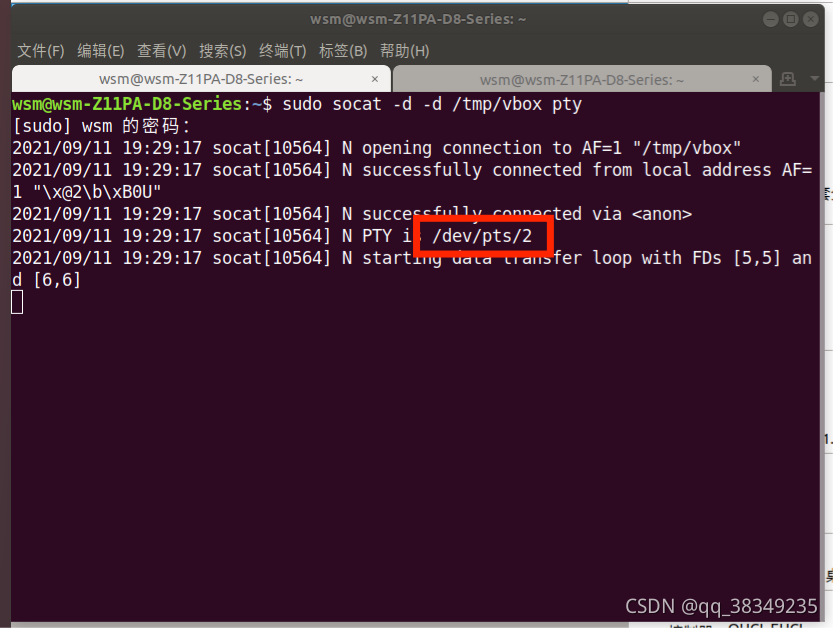 wsm@wsm-Z11PA-D8-Series: ~
文件(F) 编辑(E) 查看(V) 搜索(S) 终端(T) 标签(B) 帮助(H)
wsm@wsm-Z11PA-D8-Series: ~ × wsm@wsm-Z11PA-D8-Series: ~ ×
wsm@wsm-Z11PA-D8-Series:~$ sudo socat -d -d /tmp/vbox pty
[sudo] wsm 的密码：
2021/09/11 19:29:17 socat[10564] N opening connection to AF=1 "/tmp/vbox"
2021/09/11 19:29:17 socat[10564] N successfully connected from local address AF=
1 "\x@2\b\xB0U"
2021/09/11 19:29:17 socat[10564] N successfully connected via <anon>
2021/09/11 19:29:17 socat[10564] N PTY is /dev/pts/2
2021/09/11 19:29:17 socat[10564] N starting data transfer loop with FDs [5,5] an
d [6,6]
1.
CSDN @qq_38349235